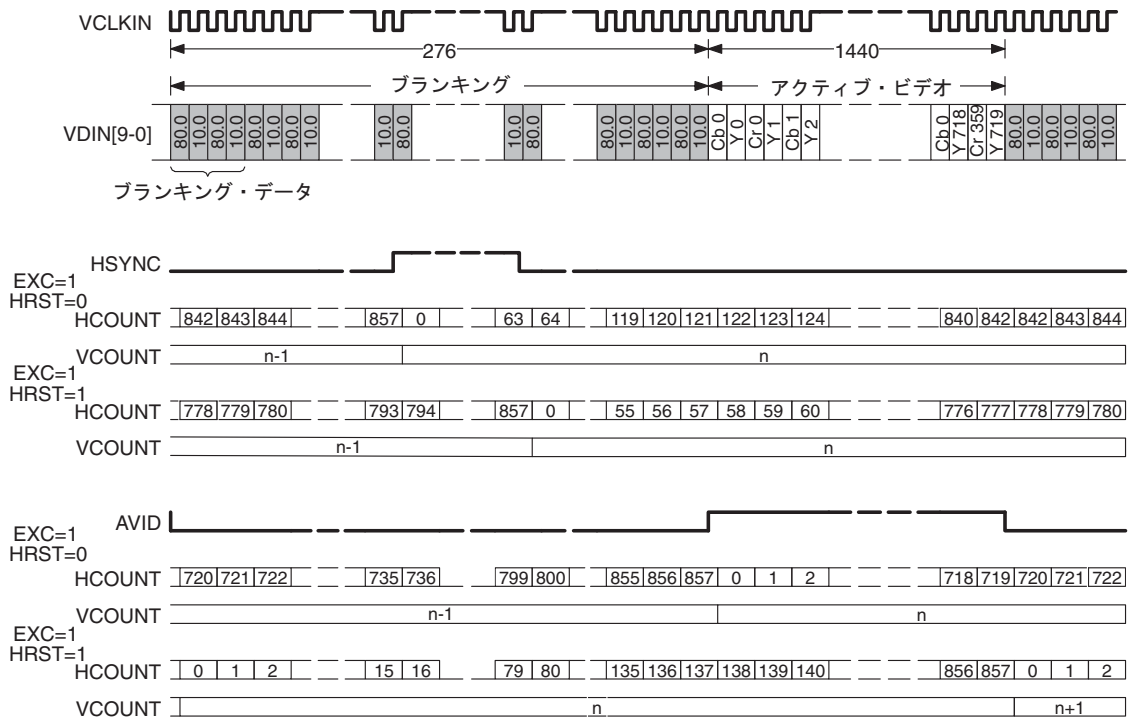 VCLKIN
276 1440
ブランキング アクティブ・ビデオ
VDIN[9-0] 80.0 10.0 80.0 10.0 80.0 10.0 80.0 10.0 10.0 80.0 10.0 80.0 80.0 10.0 80.0 10.0 80.0 10.0 Cb 0 Y 0 Cr 0 Y 1 Cb 1 Y 2 Cb 0 Y 718 Cr 359 Y 719 80.0 10.0 80.0 10.0 80.0 10.0
ブランキング・データ
HSYNC
EXC=1
HRST=0
HCOUNT 842 843 844 857 0 63 64 119 120 121 122 123 124 840 842 842 843 844
VCOUNT n-1 n
EXC=1
HRST=1
HCOUNT 778 779 780 793 794 857 0 55 56 57 58 59 60 776 777 778 779 780
VCOUNT n-1 n
AVID
EXC=1
HRST=0
HCOUNT 720 721 722 735 736 799 800 855 856 857 0 1 2 718 719 720 721 722
VCOUNT n-1 n
EXC=1
HRST=1
HCOUNT 0 1 2 15 16 79 80 135 136 137 138 139 140 856 857 0 1 2
VCOUNT n n+1